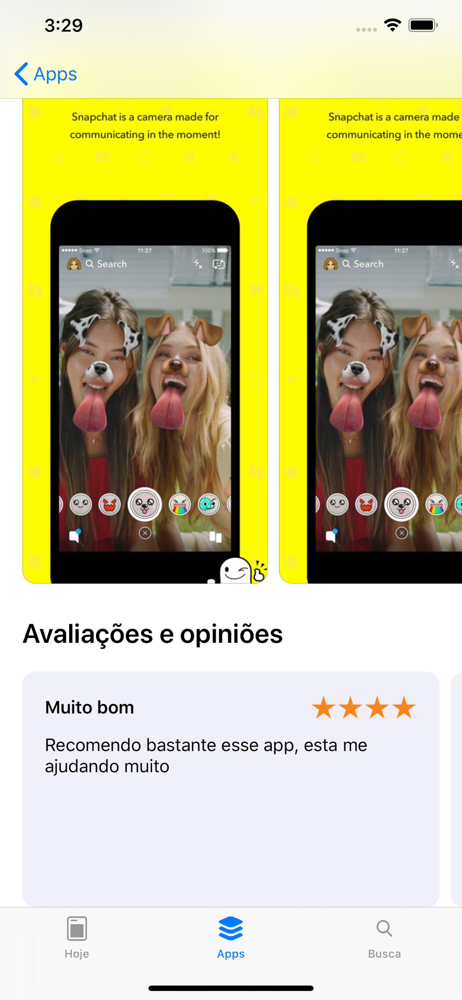 3:29
Apps
Snapchat is a camera made for
communicating in the moment!
Snapchat is a camera made
communicating in the mome
Snap 11:27 100%
Search
Snap 11:27
Search
Avaliações e opiniões
Muito bom
Recomendo bastante esse app, esta me
ajudando muito
Hoje
Apps
Busca